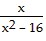 x
x² − 16